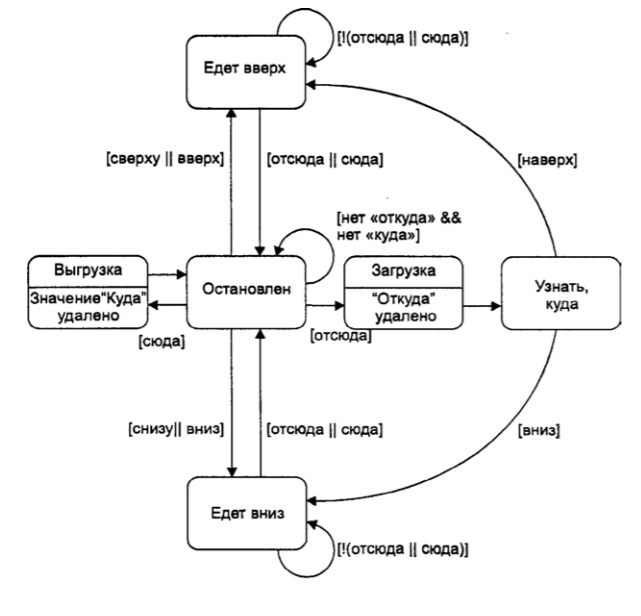 [!(отсюда || сюда)]
Едет вверх
[сверху || вверх]
[отсюда || сюда]
[наверх]
[нет «откуда» &&
нет «куда»]
Выгрузка
Значение“Куда”
удалено
Остановлен
Загрузка
“Откуда”
удалено
Узнать,
куда
[сюда]
[отсюда]
[снизу|| вниз]
[отсюда || сюда]
[вниз]
Едет вниз
[!(отсюда || сюда)]